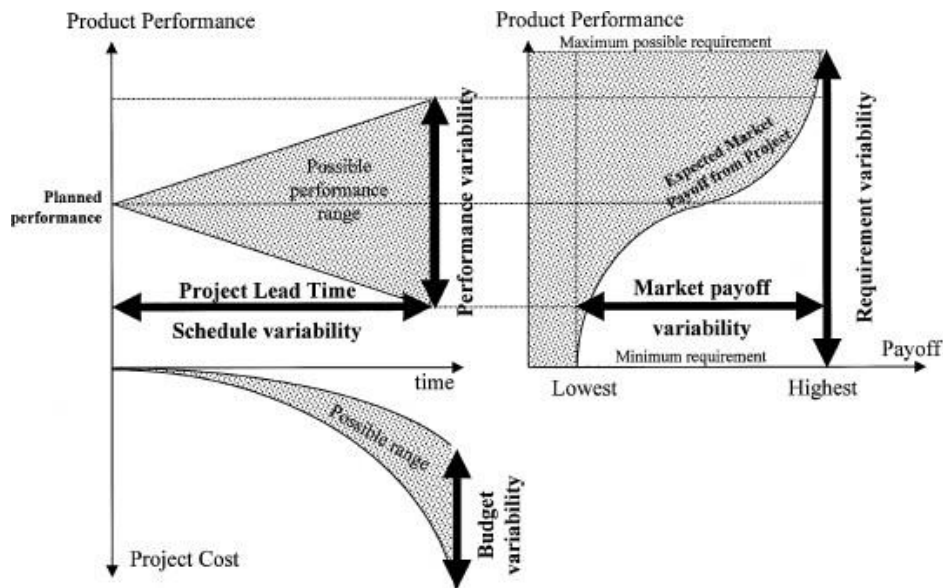 Product Performance
Planned
performance
Possible
performance
range
Performance variability
Project Lead Time
Schedule variability
time
Possible range
Budget
variability
Project Cost
Product Performance
Maximum possible requirement
Expected Market
Payoff from Project
Requirement variability
Market payoff
variability
Minimum requirement
Payoff
Lowest
Highest